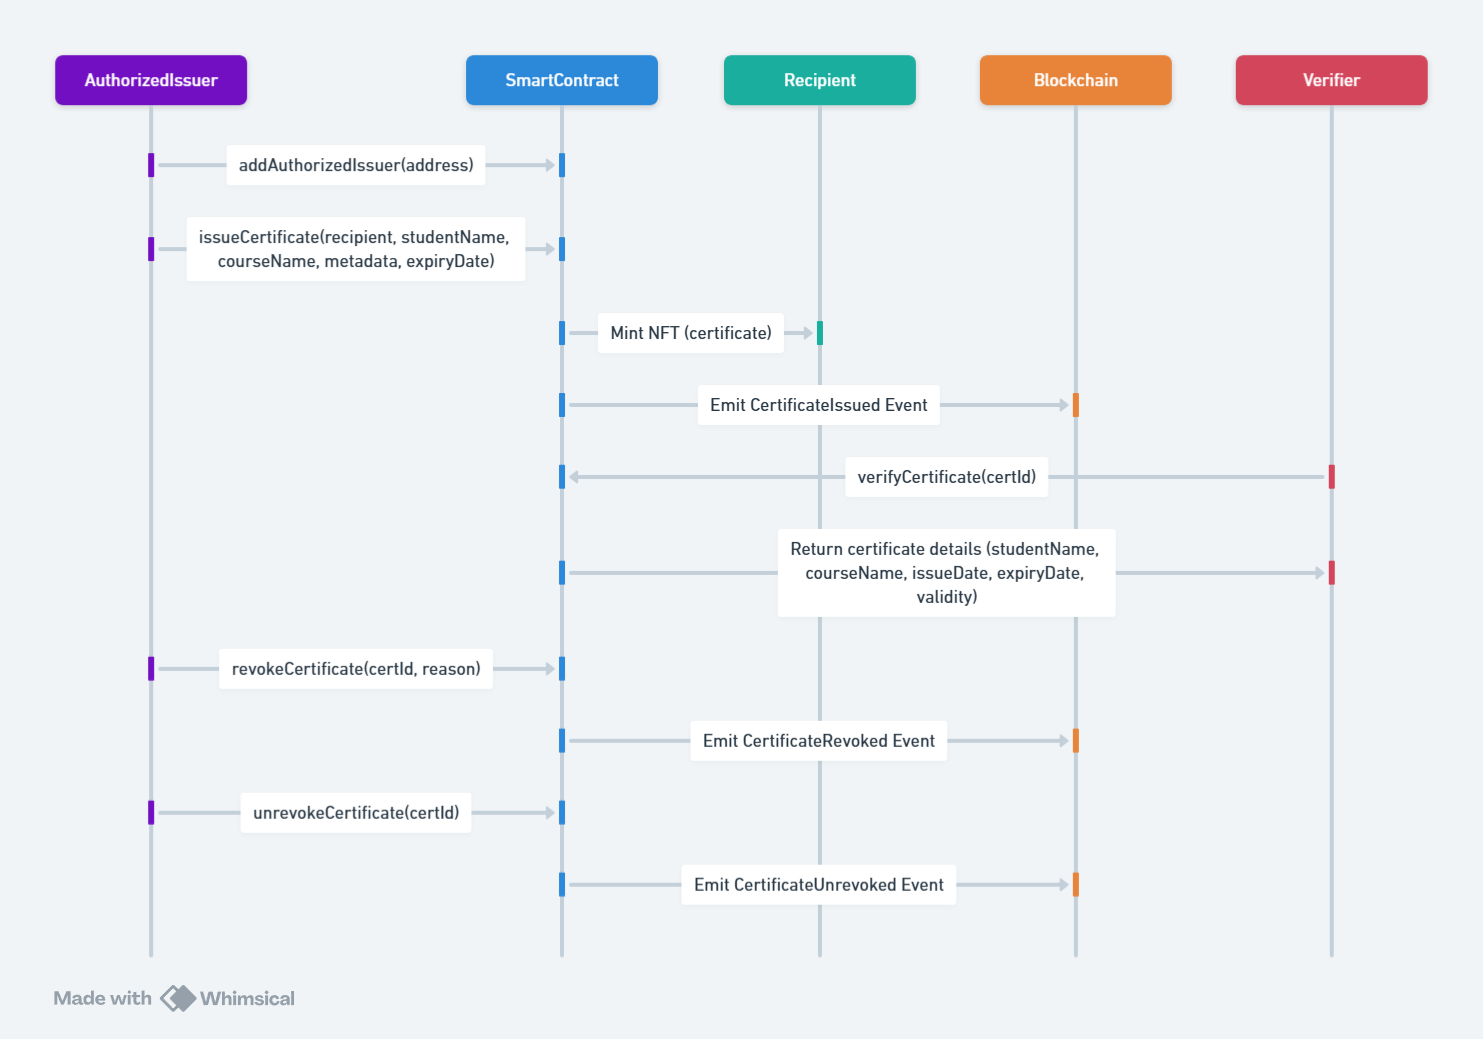 AuthorizedIssuer
SmartContract
Recipient
Blockchain
Verifier
addAuthorizedIssuer(address)
issueCertificate(recipient, studentName,
courseName, metadata, expiryDate)
Mint NFT (certificate)
Emit CertificateIssued Event
verifyCertificate(certId)
Return certificate details (studentName,
courseName, issueDate, expiryDate,
validity)
revokeCertificate(certId, reason)
Emit CertificateRevoked Event
unrevokeCertificate(certId)
Emit CertificateUnrevoked Event
Made with Whimsical